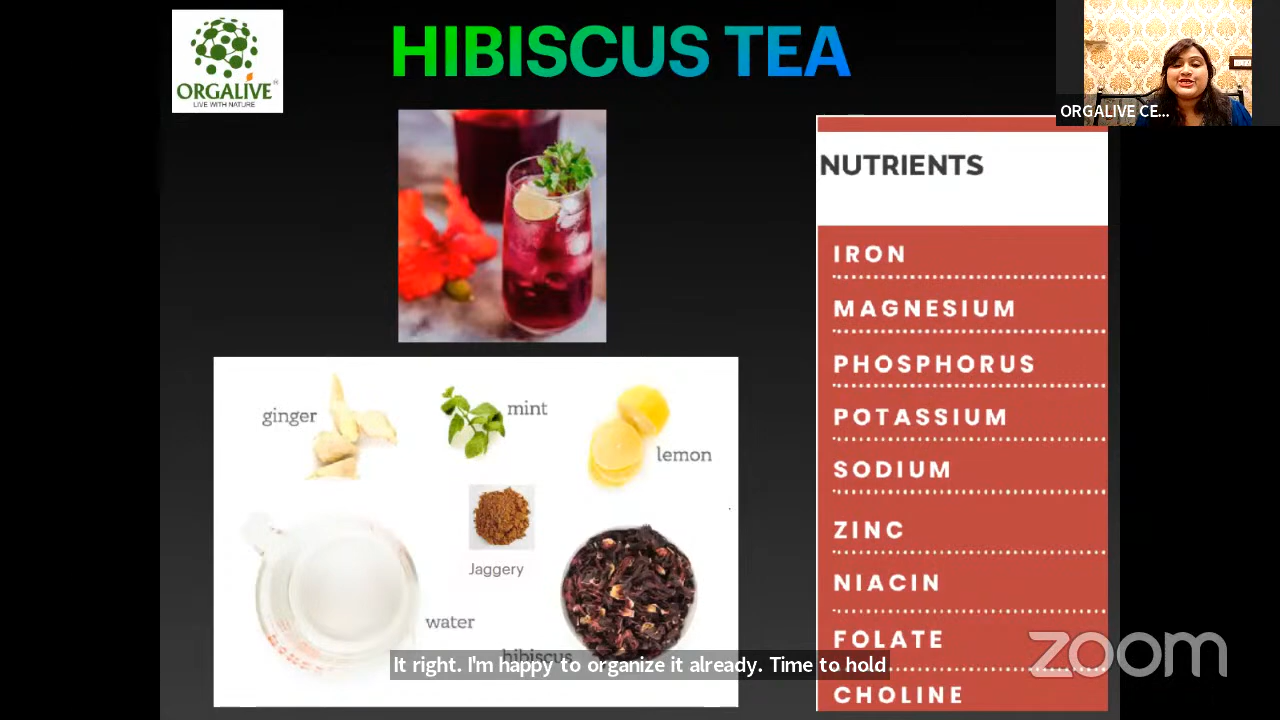 HIBISCUS TEA
ORGALIVE
LIVE WITH NATURE
ORGALIVE CE...
NUTRIENTS
IRON
MAGNESIUM
PHOSPHORUS
POTASSIUM
SODIUM
ZINC
NIACIN
FOLATE
CHOLINE
ginger
mint
lemon
Jaggery
water
hibiscus
It right. I'm happy to organize it already. Time to hold
zoom